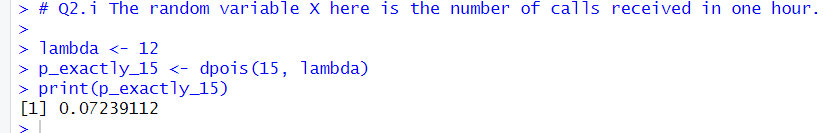 > # Q2.i The random variable X here is the number of calls received in one hour.
>
> lambda <- 12
> p_exactly_15 <- dpois(15, lambda)
> print(p_exactly_15)
[1] 0.07239112
>